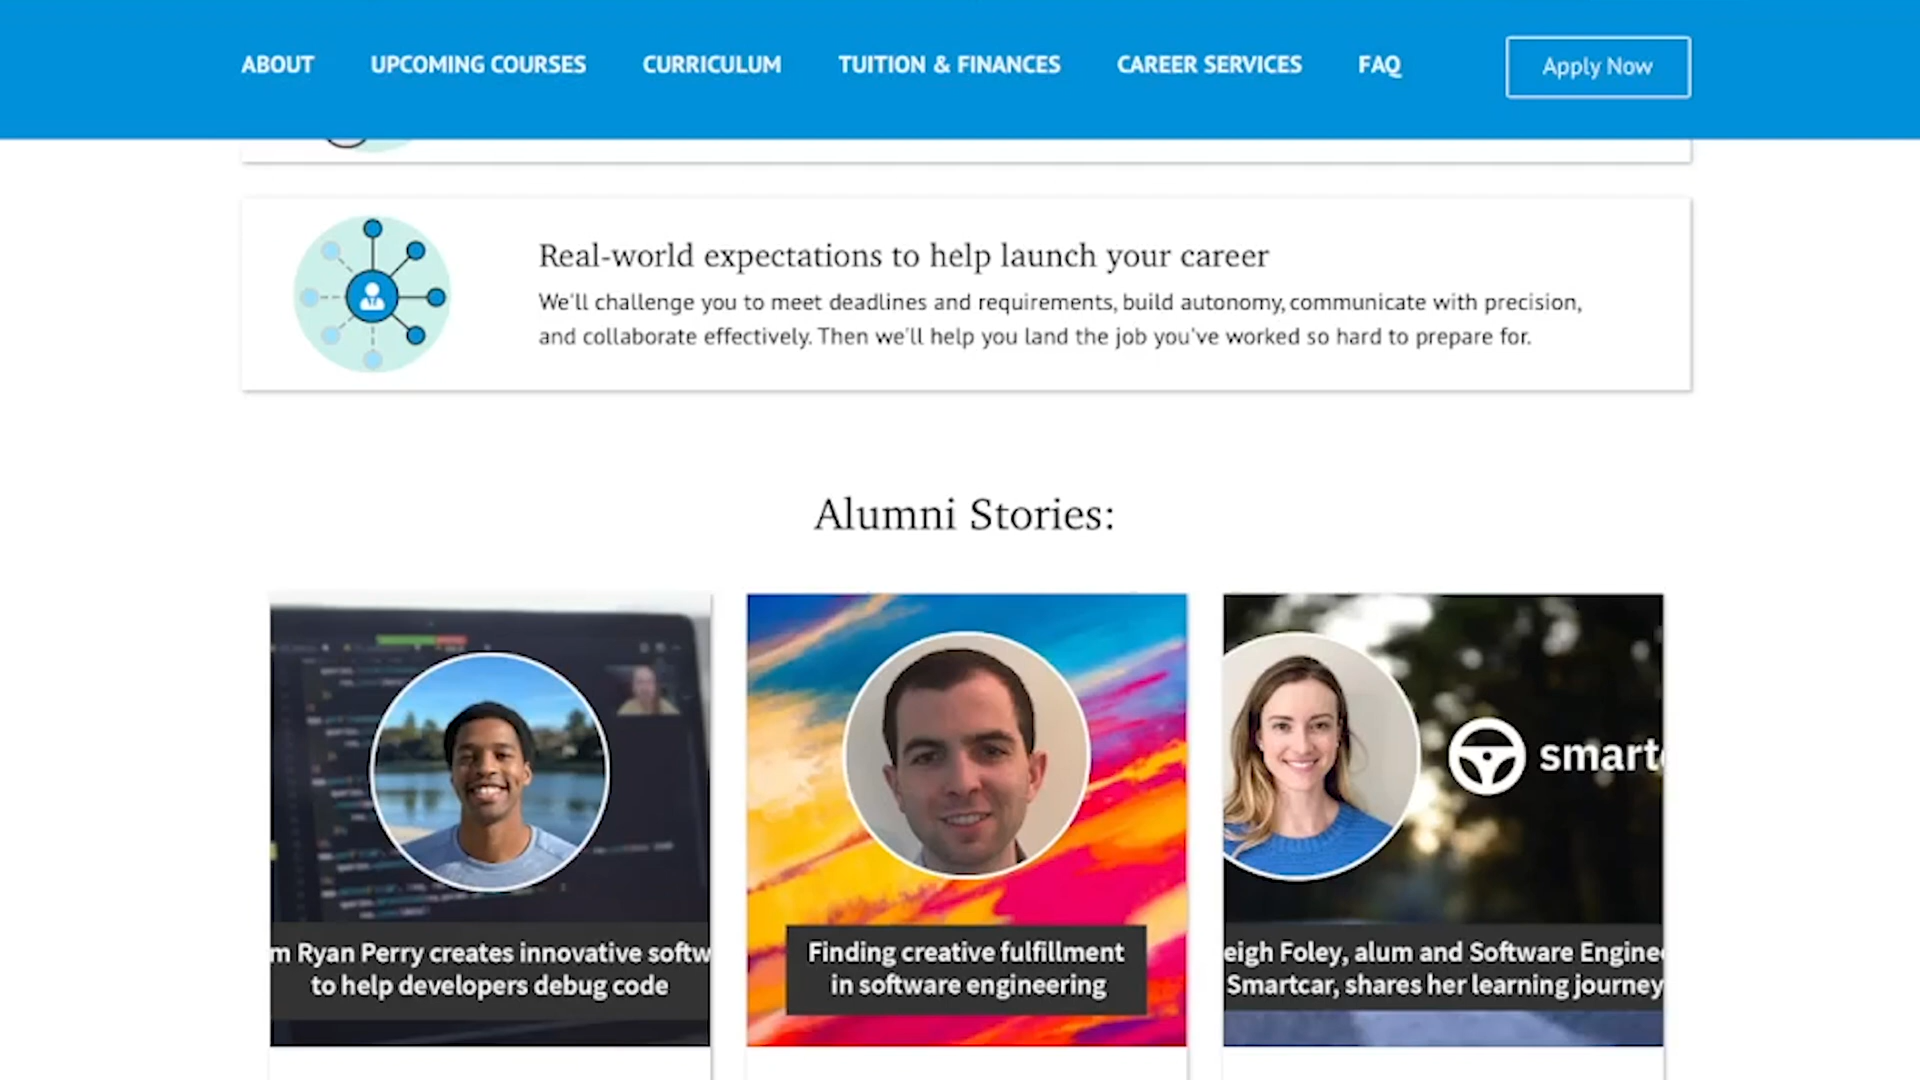 ABOUT UPCOMING COURSES CURRICULUM TUITION & FINANCES CAREER SERVICES FAQ Apply Now
Real-world expectations to help launch your career
We'll challenge you to meet deadlines and requirements, build autonomy, communicate with precision,
and collaborate effectively. Then we'll help you land the job you've worked so hard to prepare for.
Alumni Stories:
m Ryan Perry creates innovative softw
to help developers debug code
Finding creative fulfillment
in software engineering
smart
eigh Foley, alum and Software Enginee
Smartcar, shares her learning journey